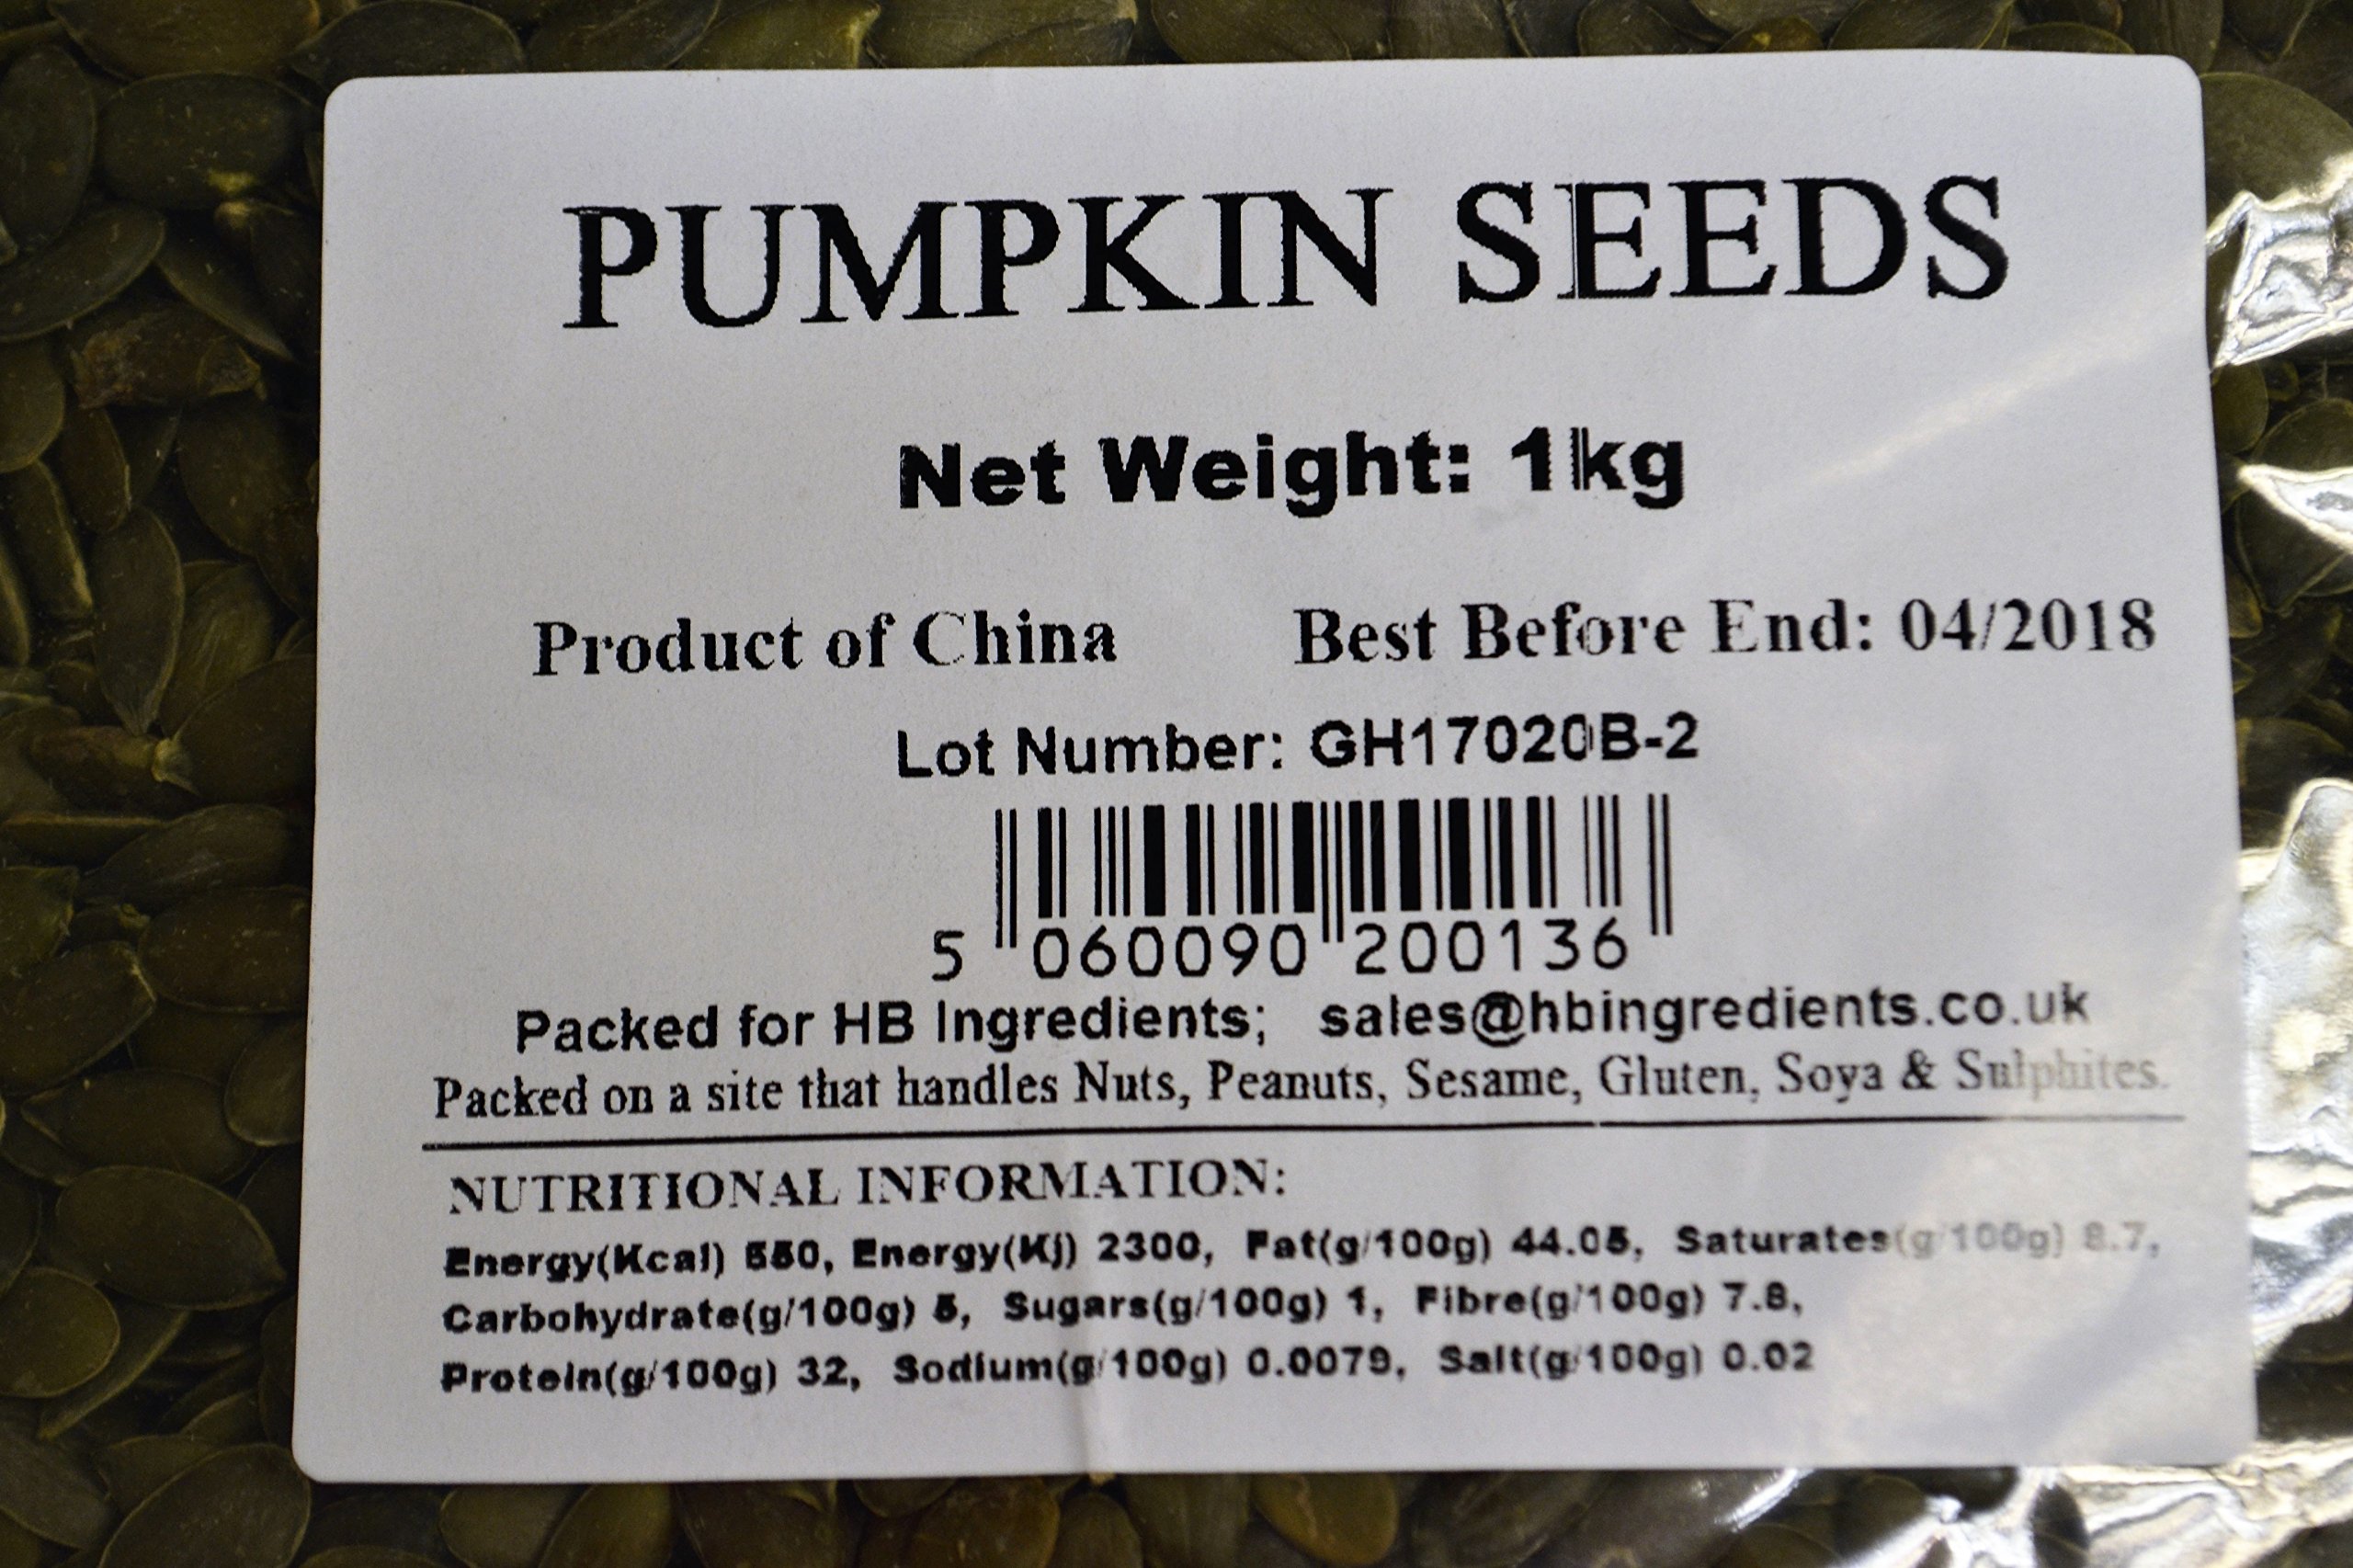 PUMPKIN SEEDS
Net Weight: 1kg
Product of China Best Before End: 04/2018
Lot Number: GH17020B-2
5 060090 200136
Packed for HB Ingredients; sales@hbingredients.co.uk
Packed on a site that handles Nuts, Peanuts, Sesame, Gluten, Soya & Sulphites.
NUTRITIONAL INFORMATION:
Energy(Kcal) 550, Energy(Kj) 2300, Fat(g/100g) 44.05, Saturates(g/100g) 8.7,
Carbohydrate(g/100g) 5, Sugars(g/100g) 1, Fibre(g/100g) 7.8,
Protein(g/100g) 32, Sodium(g/100g) 0.0079, Salt(g/100g) 0.02